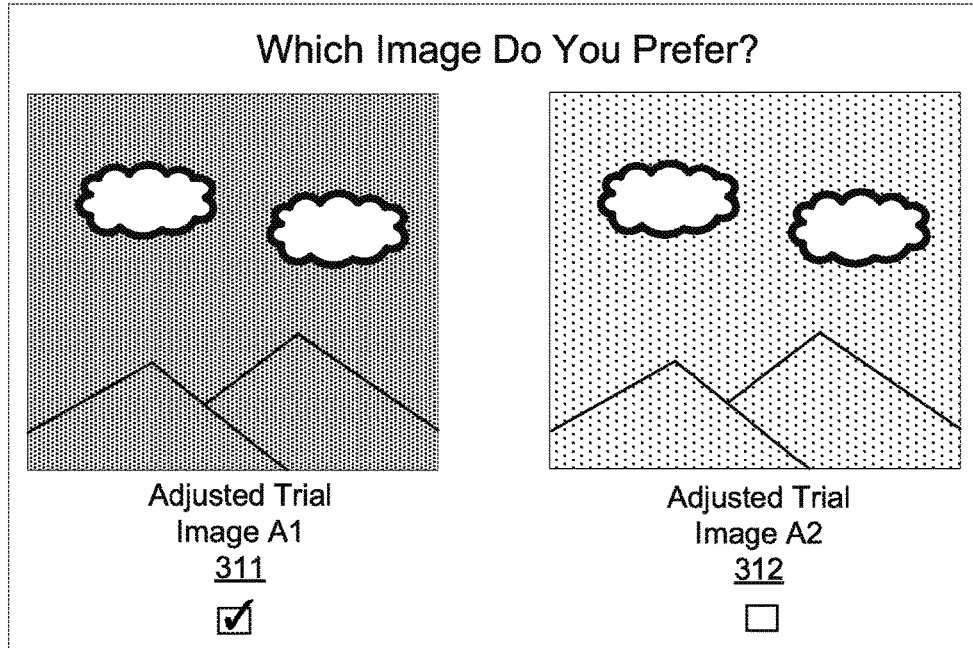 Which Image Do You Prefer?
Adjusted Trial
Image A1
311
Adjusted Trial
Image A2
312